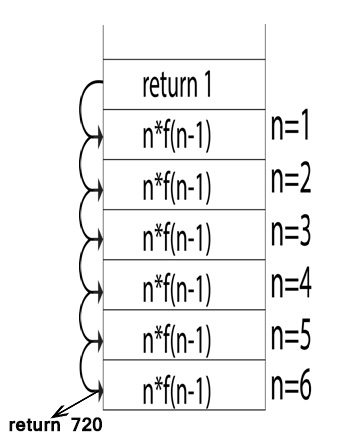 return 1
n*f(n-1) n=1
n*f(n-1) n=2
n*f(n-1) n=3
n*f(n-1) n=4
n*f(n-1) n=5
n*f(n-1) n=6
return 720